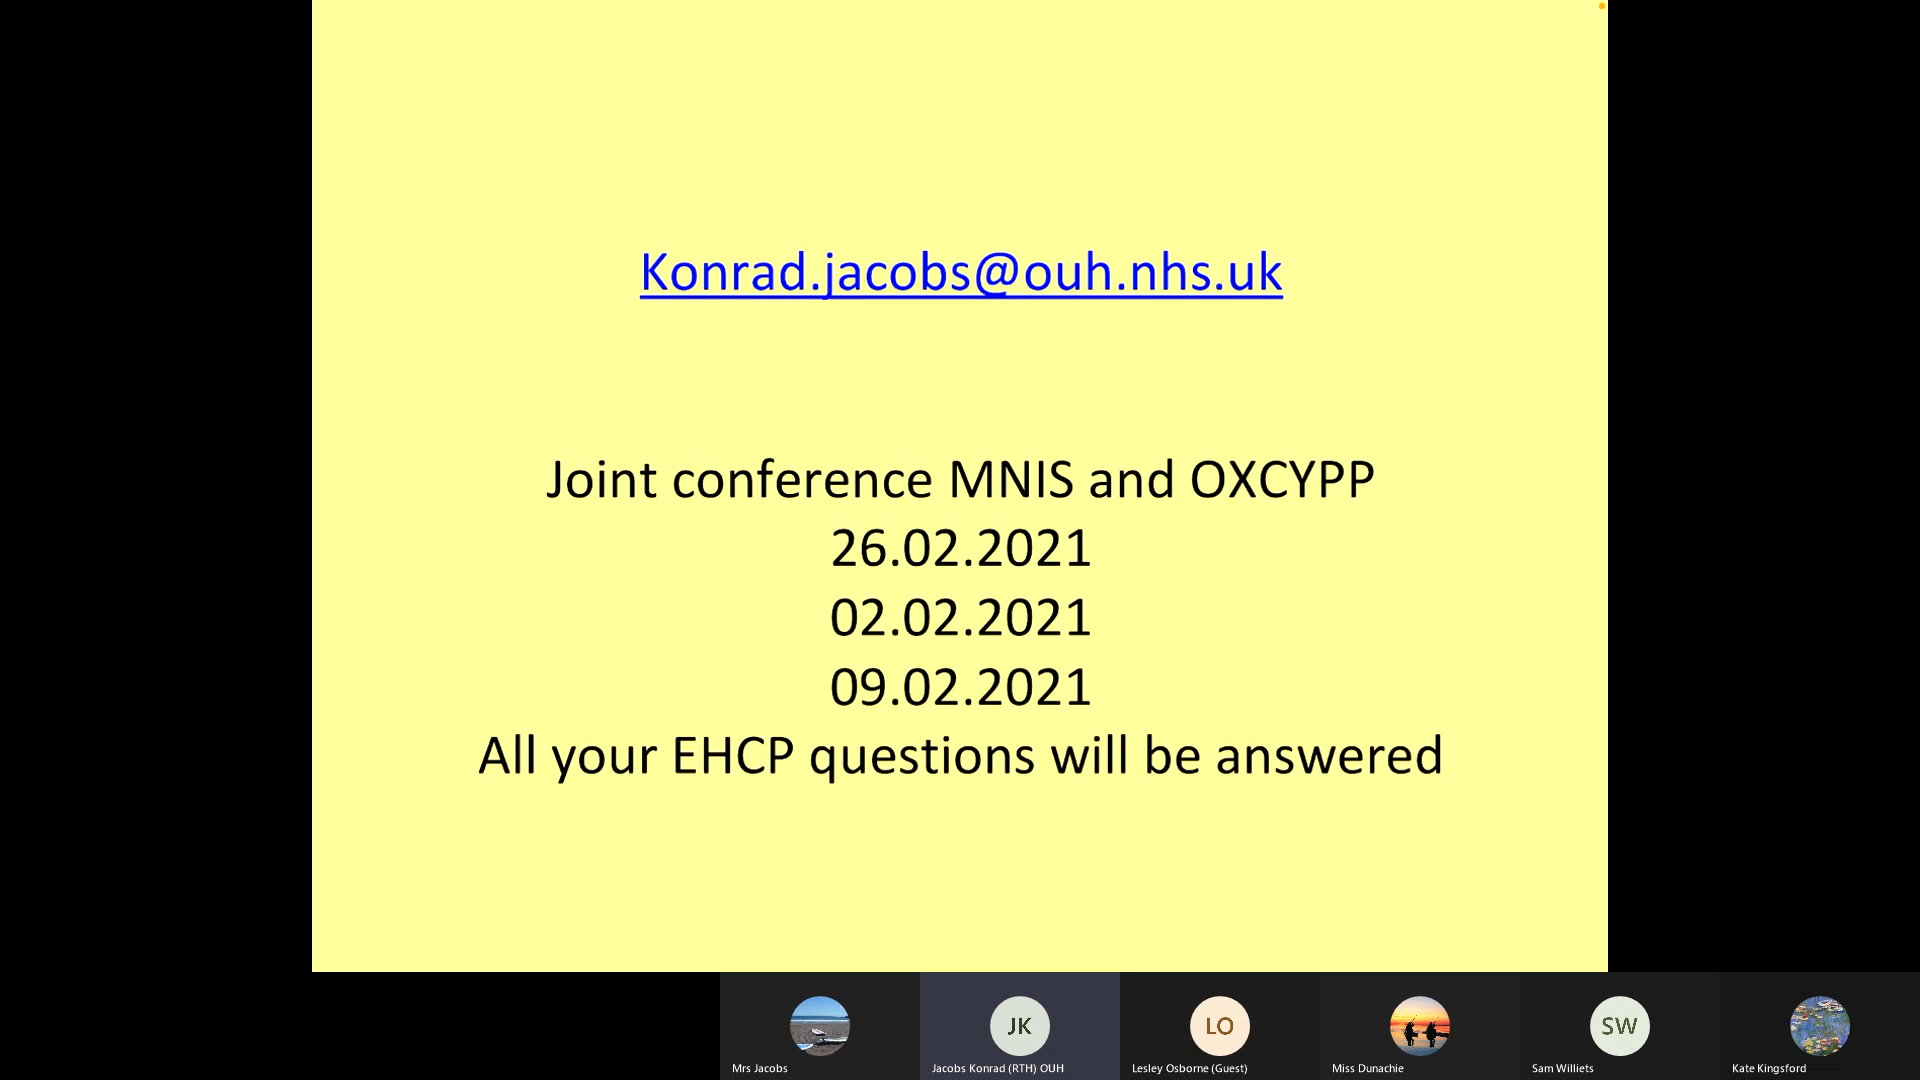 Konrad.jacobs@ouh.nhs.uk
Joint conference MNIS and OXCYPP
26.02.2021
02.02.2021
09.02.2021
All your EHCP questions will be answered
JK
LO
SW
Mrs Jacobs
Jacobs Konrad (RTH) OUH
Lesley Osborne (Guest)
Miss Dunachie
Sam Williets
Kate Kingsford